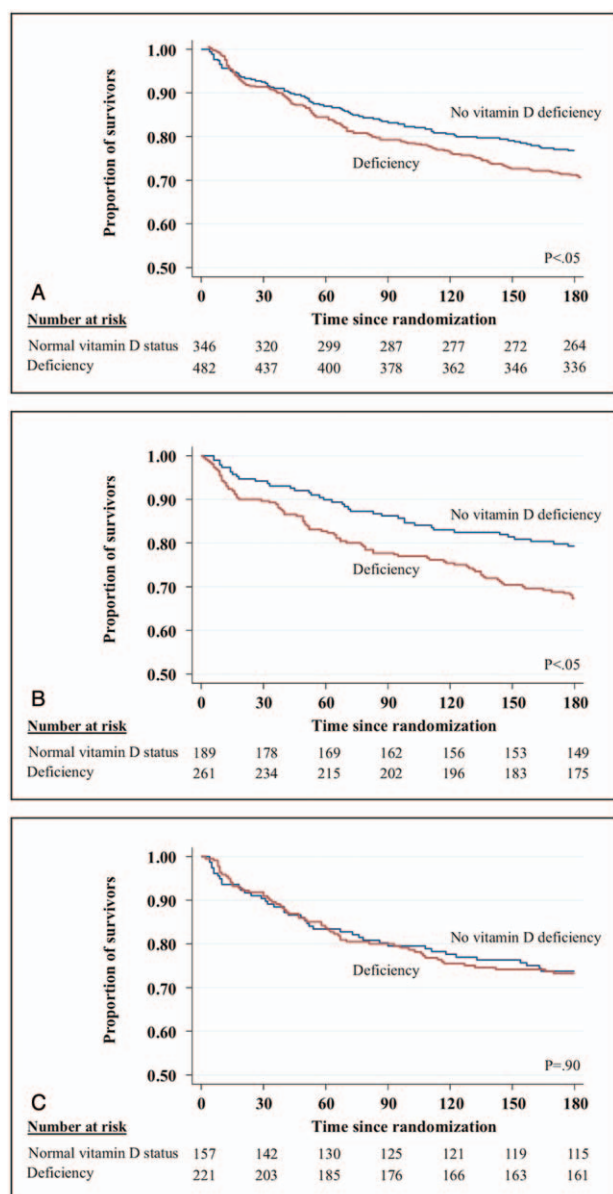 1.00
0.90
0.80
0.70
0.60
0.50
Proportion of survivors
No vitamin D deficiency
Deficiency
P<.05
A
0 30 60 90 120 150 180
Number at risk Time since randomization
Normal vitamin D status 346 320 299 287 277 272 264
Deficiency 482 437 400 378 362 346 336
1.00
0.90
0.80
0.70
0.60
0.50
Proportion of survivors
No vitamin D deficiency
Deficiency
P<.05
B
0 30 60 90 120 150 180
Number at risk Time since randomization
Normal vitamin D status 189 178 169 162 156 153 149
Deficiency 261 234 215 202 196 183 175
1.00
0.90
0.80
0.70
0.60
0.50
Proportion of survivors
No vitamin D deficiency
Deficiency
P=.90
C
0 30 60 90 120 150 180
Number at risk Time since randomization
Normal vitamin D status 157 142 130 125 121 119 115
Deficiency 221 203 185 176 166 163 161